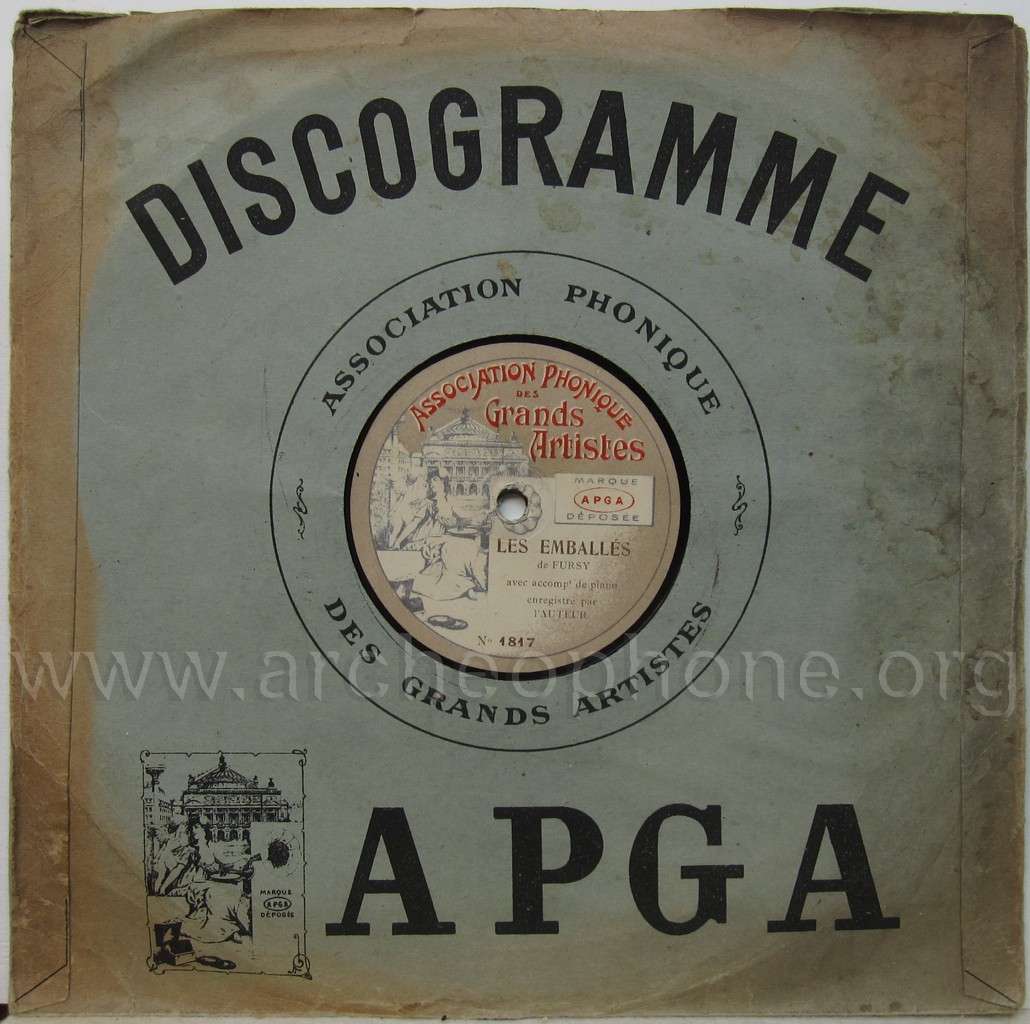 DISCOGRAMME
ASSOCIATION PHONIQUE
ASSOCIATION PHONIQUE
DES
Grands
Artistes
MARQUE
APGA
DÉPOSÉE
LES EMBALLÉS
de FURSY
avec accompt de piano
enregistré par
l'AUTEUR
No 1817
DES GRANDS ARTISTES
www.archeophone.org
MARQUE
APGA
DÉPOSÉE
APGA